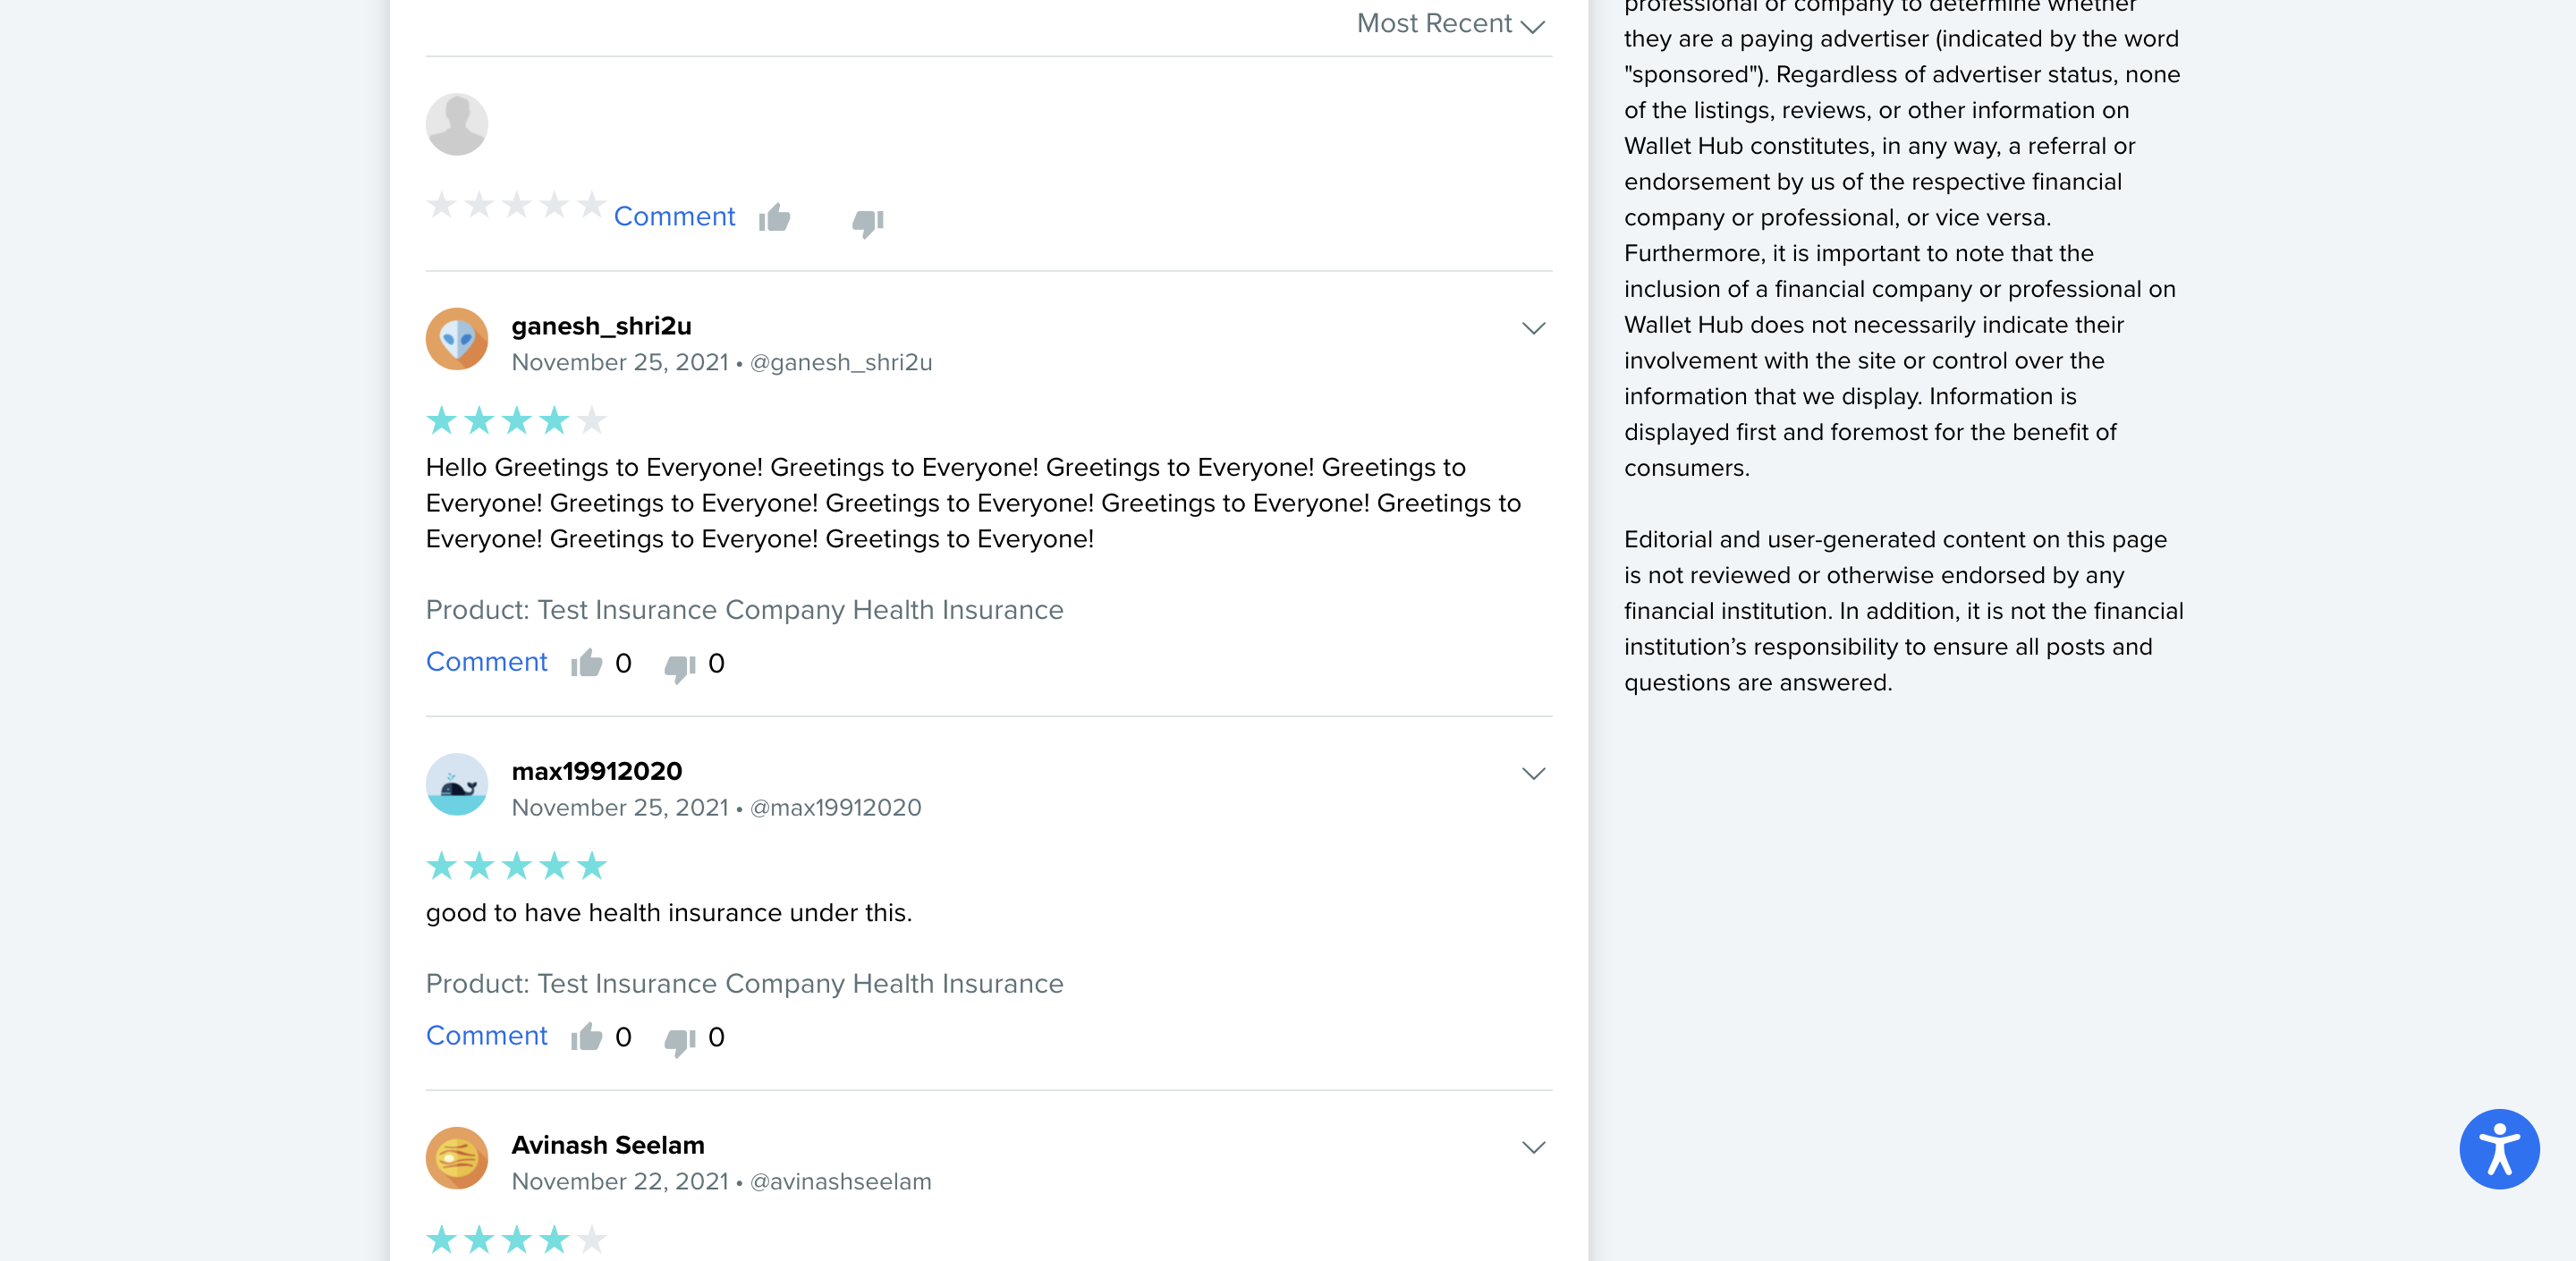 Most Recent
Comment
ganesh_shri2u
November 25, 2021 • @ganesh_shri2u
Hello Greetings to Everyone! Greetings to Everyone! Greetings to Everyone! Greetings to
Everyone! Greetings to Everyone! Greetings to Everyone! Greetings to Everyone! Greetings to
Everyone! Greetings to Everyone! Greetings to Everyone!
Product: Test Insurance Company Health Insurance
Comment 0 0
max19912020
November 25, 2021 • @max19912020
good to have health insurance under this.
Product: Test Insurance Company Health Insurance
Comment 0 0
Avinash Seelam
November 22, 2021 • @avinashseelam
professional or company to determine whether
they are a paying advertiser (indicated by the word
"sponsored"). Regardless of advertiser status, none
of the listings, reviews, or other information on
Wallet Hub constitutes, in any way, a referral or
endorsement by us of the respective financial
company or professional, or vice versa.
Furthermore, it is important to note that the
inclusion of a financial company or professional on
Wallet Hub does not necessarily indicate their
involvement with the site or control over the
information that we display. Information is
displayed first and foremost for the benefit of
consumers.
Editorial and user-generated content on this page
is not reviewed or otherwise endorsed by any
financial institution. In addition, it is not the financial
institution’s responsibility to ensure all posts and
questions are answered.